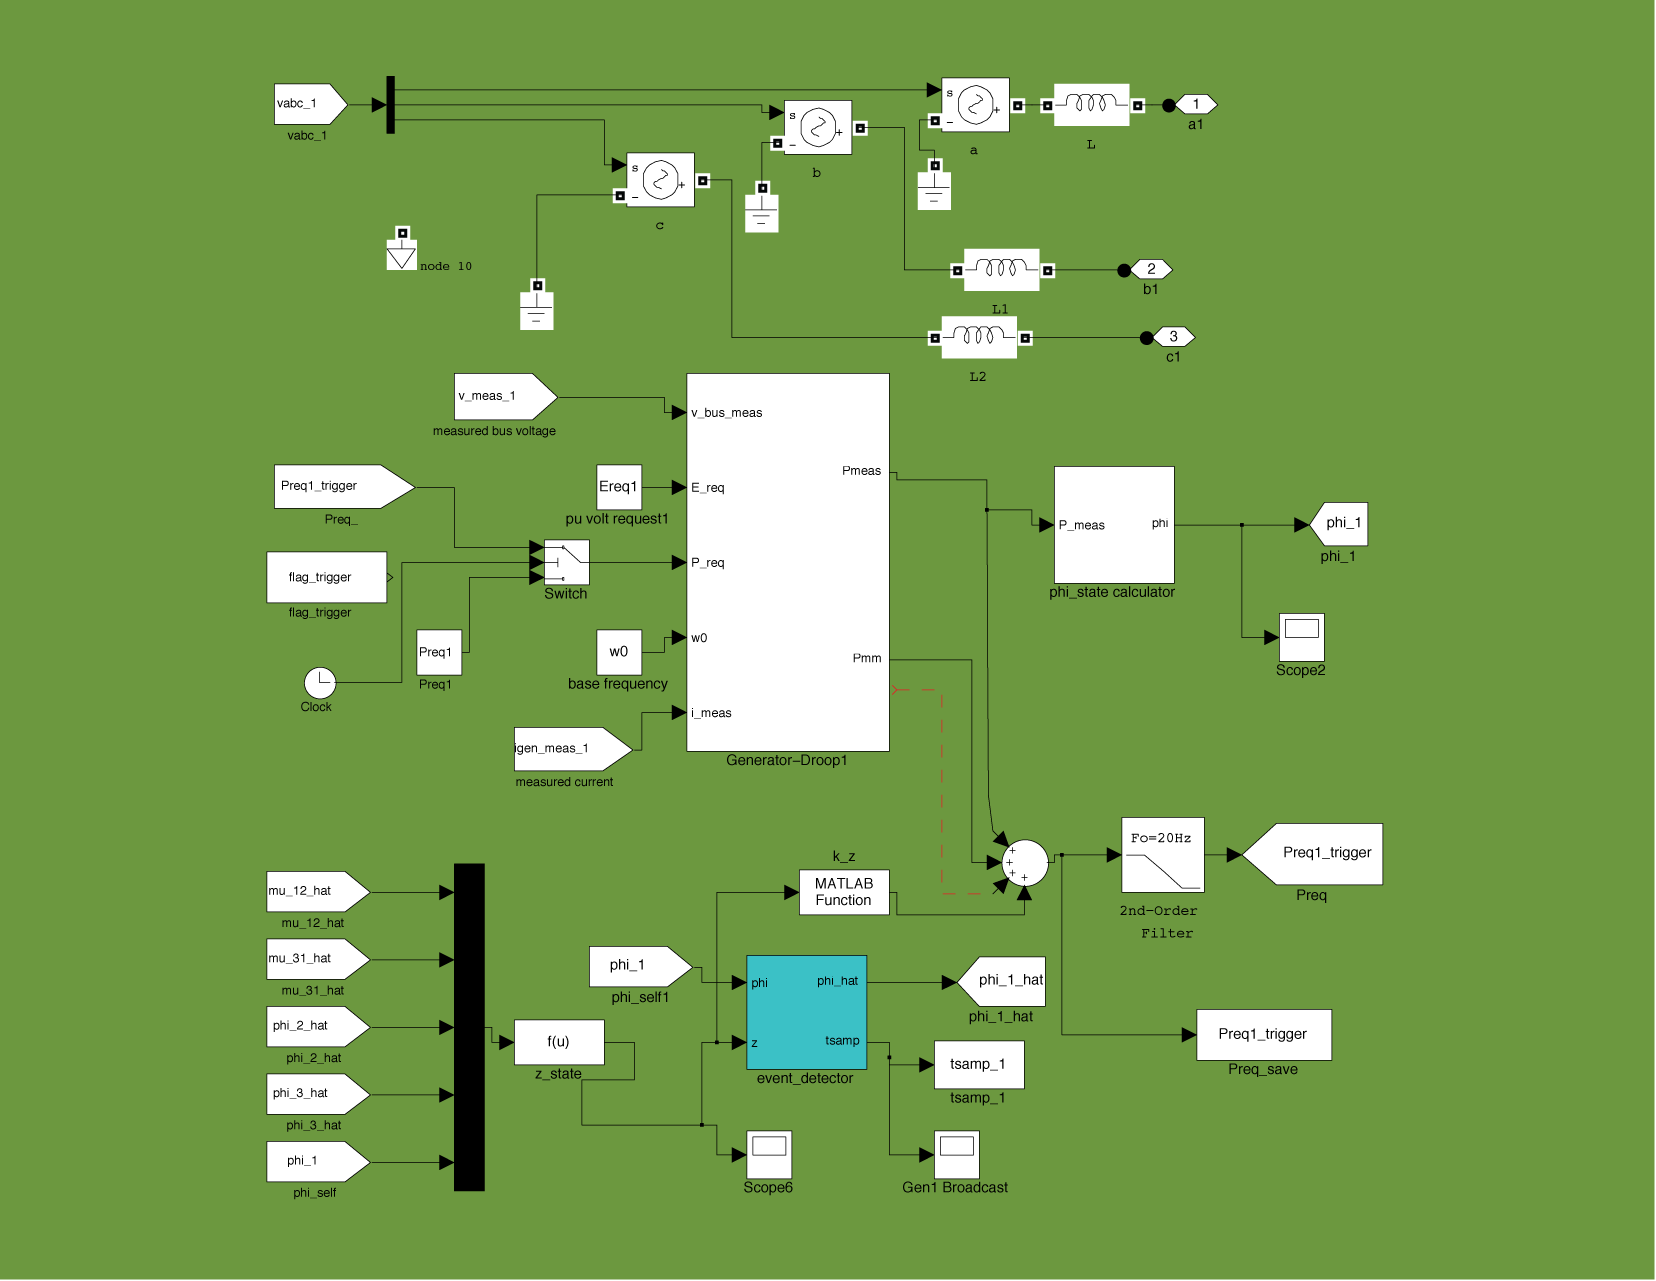 vabc_1
vabc_1
s
+
−
a
L
1
a1
s
+
−
b
s
+
−
c
node 10
L1
2
b1
L2
3
c1
v_meas_1
measured bus voltage
Preq1_trigger
Preq_
flag_trigger
flag_trigger
Clock
Preq1
Preq1
Switch
Ereq1
pu volt request1
w0
base frequency
igen_meas_1
measured current
v_bus_meas
E_req
P_req
w0
i_meas
Pmeas
Pmm
Generator−Droop1
P_meas
phi
phi_state calculator
phi_1
phi_1
Scope2
+
+
+
+
Fo=20Hz
2nd−Order
Filter
Preq1_trigger
Preq
k_z
MATLAB
Function
mu_12_hat
mu_12_hat
mu_31_hat
mu_31_hat
phi_2_hat
phi_2_hat
phi_3_hat
phi_3_hat
phi_1
phi_self
f(u)
z_state
phi_1
phi_self1
phi
z
phi_hat
tsamp
event_detector
phi_1_hat
phi_1_hat
tsamp_1
tsamp_1
Preq1_trigger
Preq_save
Scope6
Gen1 Broadcast